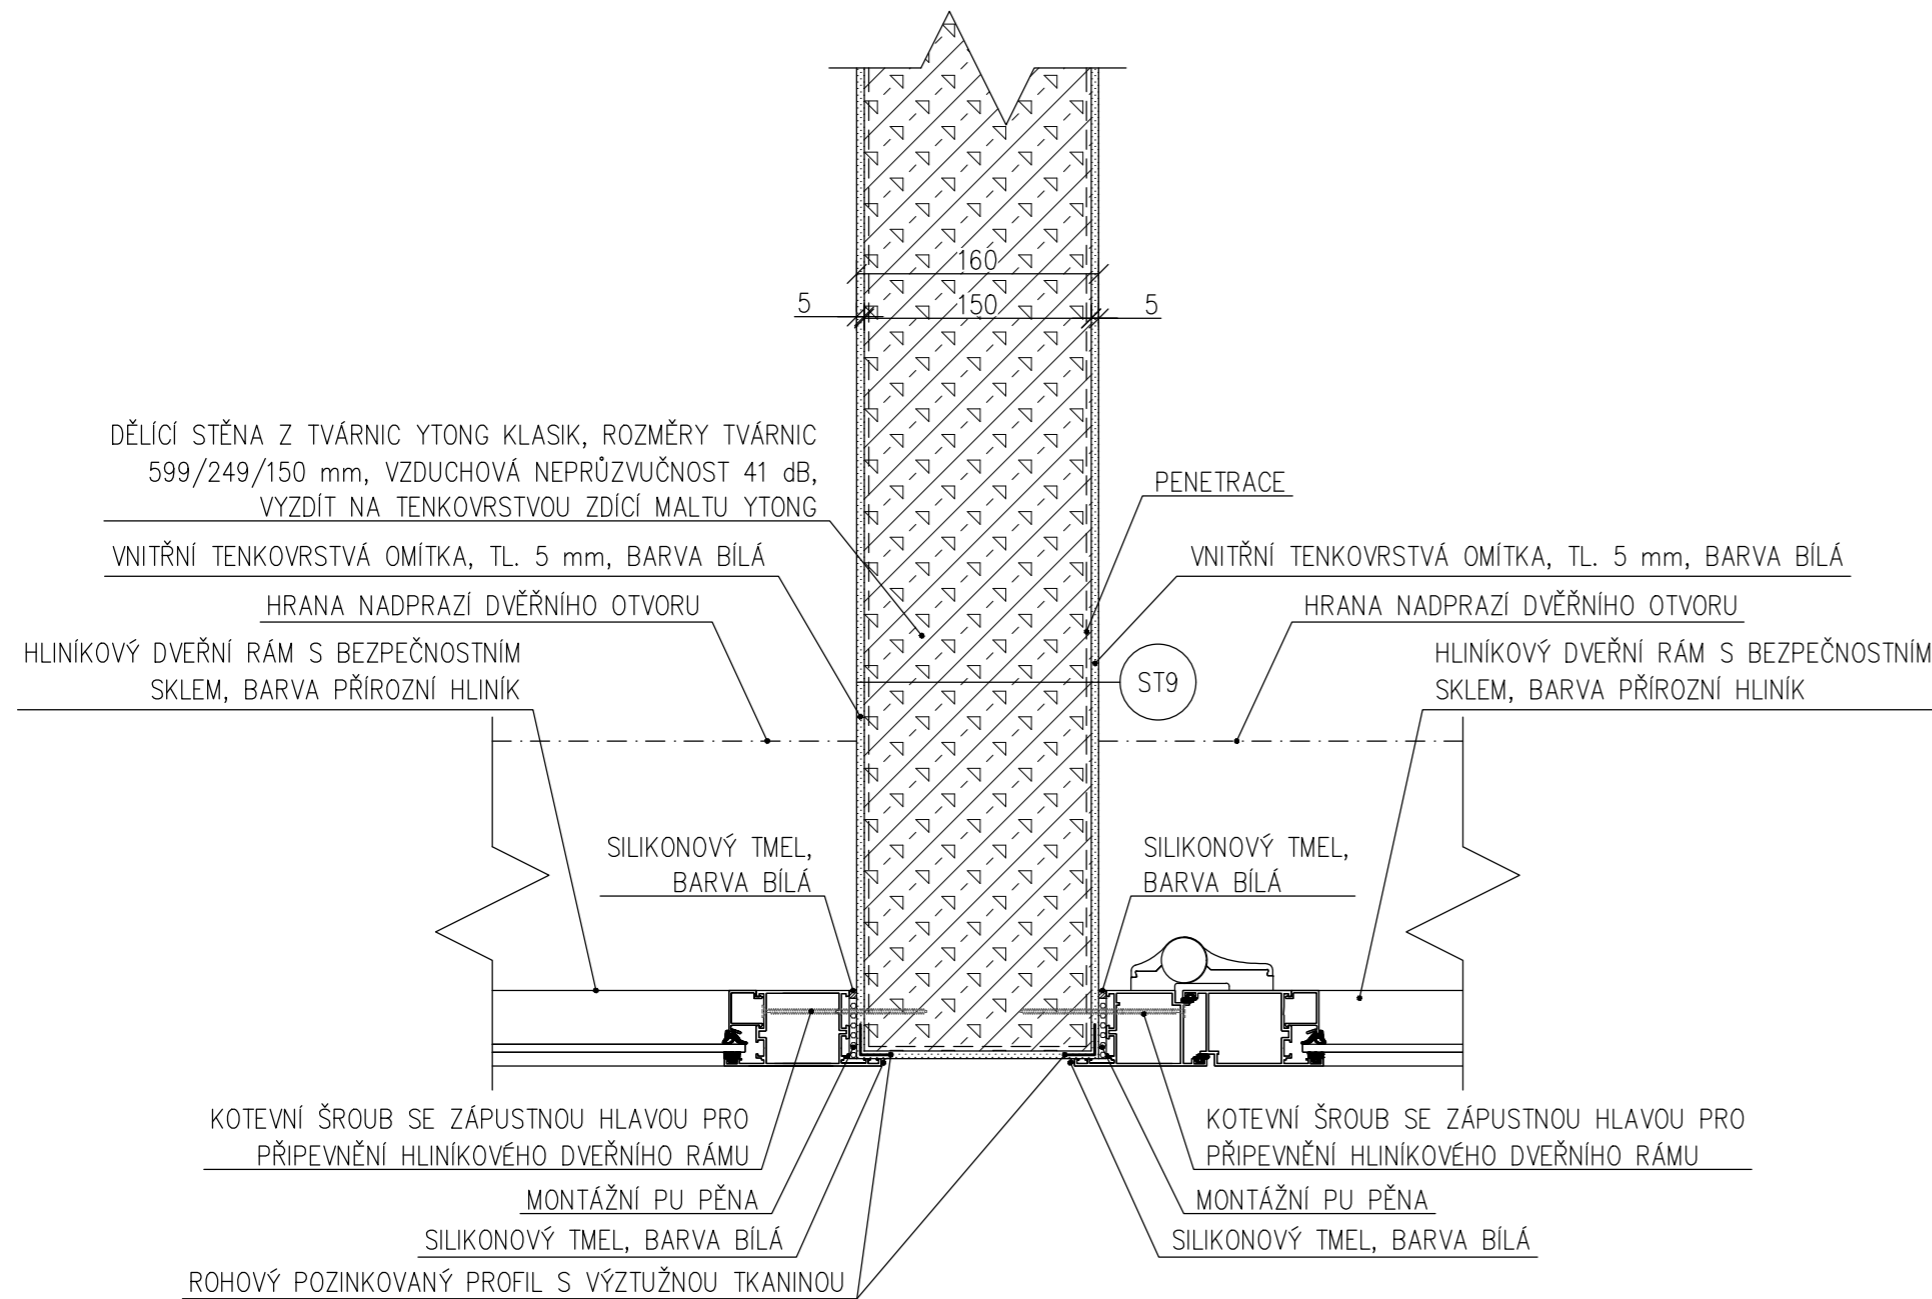 160
5
150
5
DĚLÍCÍ STĚNA Z TVÁRNIC YTONG KLASIK, ROZMĚRY TVÁRNIC
599/249/150 mm, VZDUCHOVÁ NEPRŮZVUČNOST 41 dB,
VYZDÍT NA TENKOVRSTVOU ZDÍCÍ MALTU YTONG
VNITŘNÍ TENKOVRSTVÁ OMÍTKA, TL. 5 mm, BARVA BÍLÁ
HRANA NADPRAZÍ DVĚŘNÍHO OTVORU
HLINÍKOVÝ DVEŘNÍ RÁM S BEZPEČNOSTNÍM
SKLEM, BARVA PŘÍROZNÍ HLINÍK
PENETRACE
VNITŘNÍ TENKOVRSTVÁ OMÍTKA, TL. 5 mm, BARVA BÍLÁ
HRANA NADPRAZÍ DVĚŘNÍHO OTVORU
HLINÍKOVÝ DVEŘNÍ RÁM S BEZPEČNOSTNÍM
SKLEM, BARVA PŘÍROZNÍ HLINÍK
ST9
SILIKONOVÝ TMEL,
BARVA BÍLÁ
SILIKONOVÝ TMEL,
BARVA BÍLÁ
KOTEVNÍ ŠROUB SE ZÁPUSTNOU HLAVOU PRO
PŘIPEVNĚNÍ HLINÍKOVÉHO DVEŘNÍHO RÁMU
MONTÁŽNÍ PU PĚNA
SILIKONOVÝ TMEL, BARVA BÍLÁ
ROHOVÝ POZINKOVANÝ PROFIL S VÝZTUŽNOU TKANINOU
KOTEVNÍ ŠROUB SE ZÁPUSTNOU HLAVOU PRO
PŘIPEVNĚNÍ HLINÍKOVÉHO DVEŘNÍHO RÁMU
MONTÁŽNÍ PU PĚNA
SILIKONOVÝ TMEL, BARVA BÍLÁ